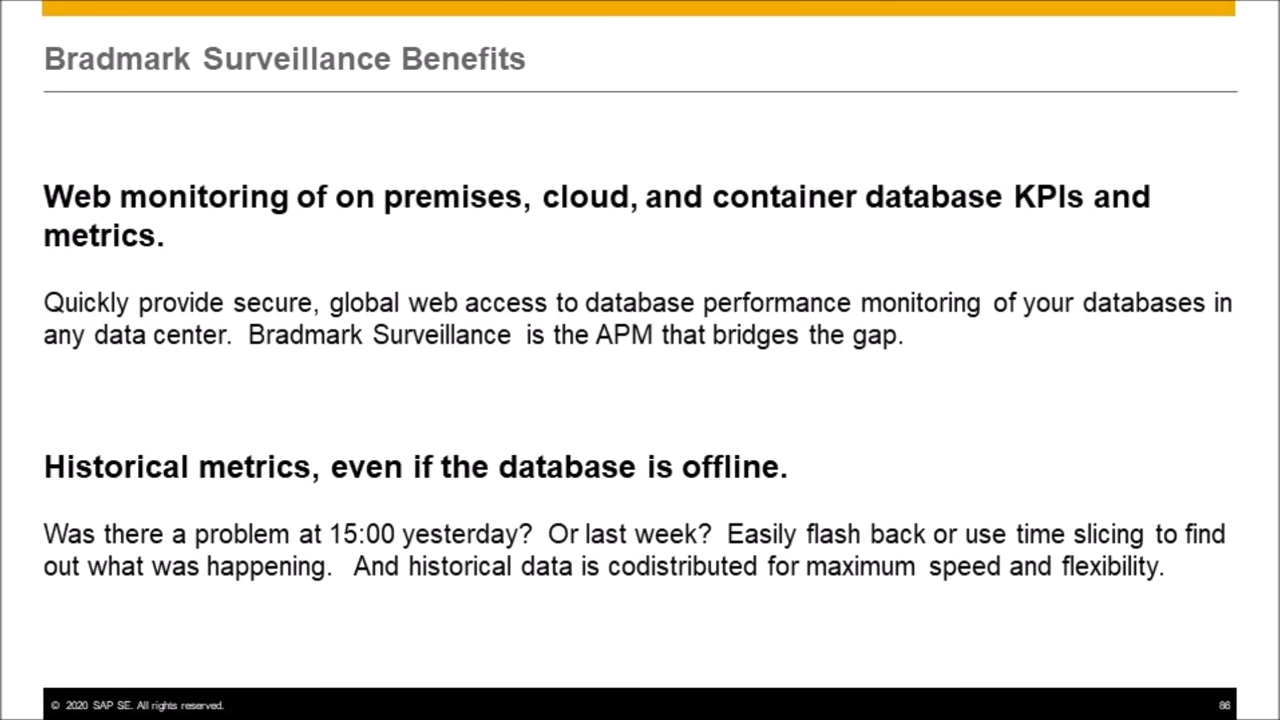 Bradmark Surveillance Benefits
Web monitoring of on premises, cloud, and container database KPIs and
metrics.
Quickly provide secure, global web access to database performance monitoring of your databases in
any data center. Bradmark Surveillance is the APM that bridges the gap.
Historical metrics, even if the database is offline.
Was there a problem at 15:00 yesterday? Or last week? Easily flash back or use time slicing to find
out what was happening. And historical data is codistributed for maximum speed and flexibility.
© 2020 SAP SE. All rights reserved.
86